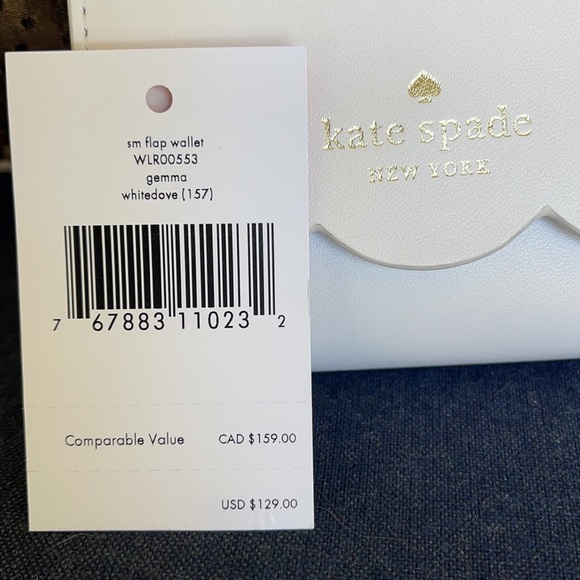 sm flap wallet
WLR00553
gemma
whitedove (157)
7 67883 11023 2
Comparable Value CAD $159.00
USD $129.00
kate spade
NEW YORK